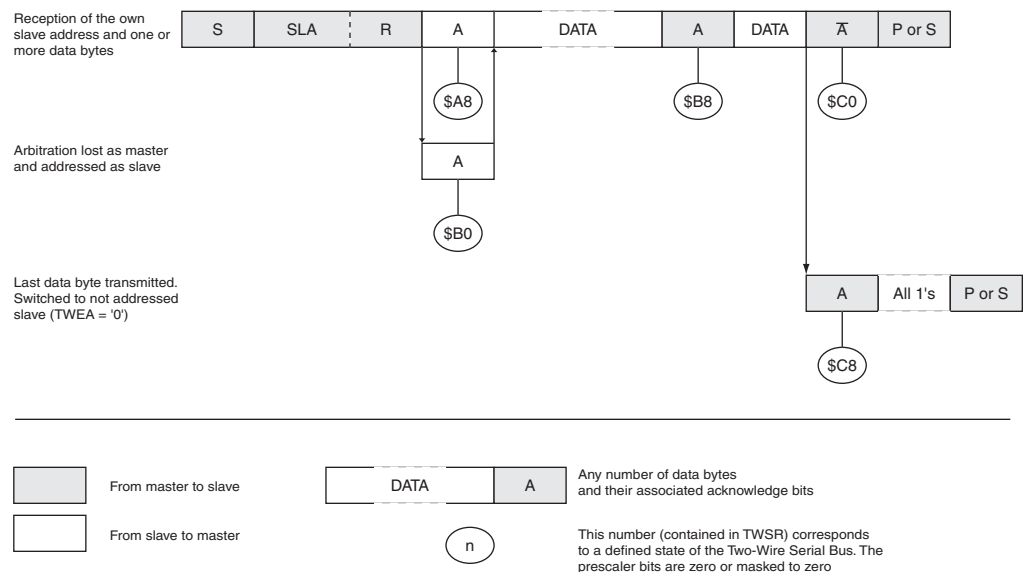 Reception of the own
slave address and one or
more data bytes
S SLA R A DATA A DATA A̅ P or S
$A8 $B8 $C0
Arbitration lost as master
and addressed as slave
A
$B0
Last data byte transmitted.
Switched to not addressed
slave (TWEA = '0')
A All 1's P or S
$C8
From master to slave
DATA A
Any number of data bytes
and their associated acknowledge bits
From slave to master
n
This number (contained in TWSR) corresponds
to a defined state of the Two-Wire Serial Bus. The
prescaler bits are zero or masked to zero